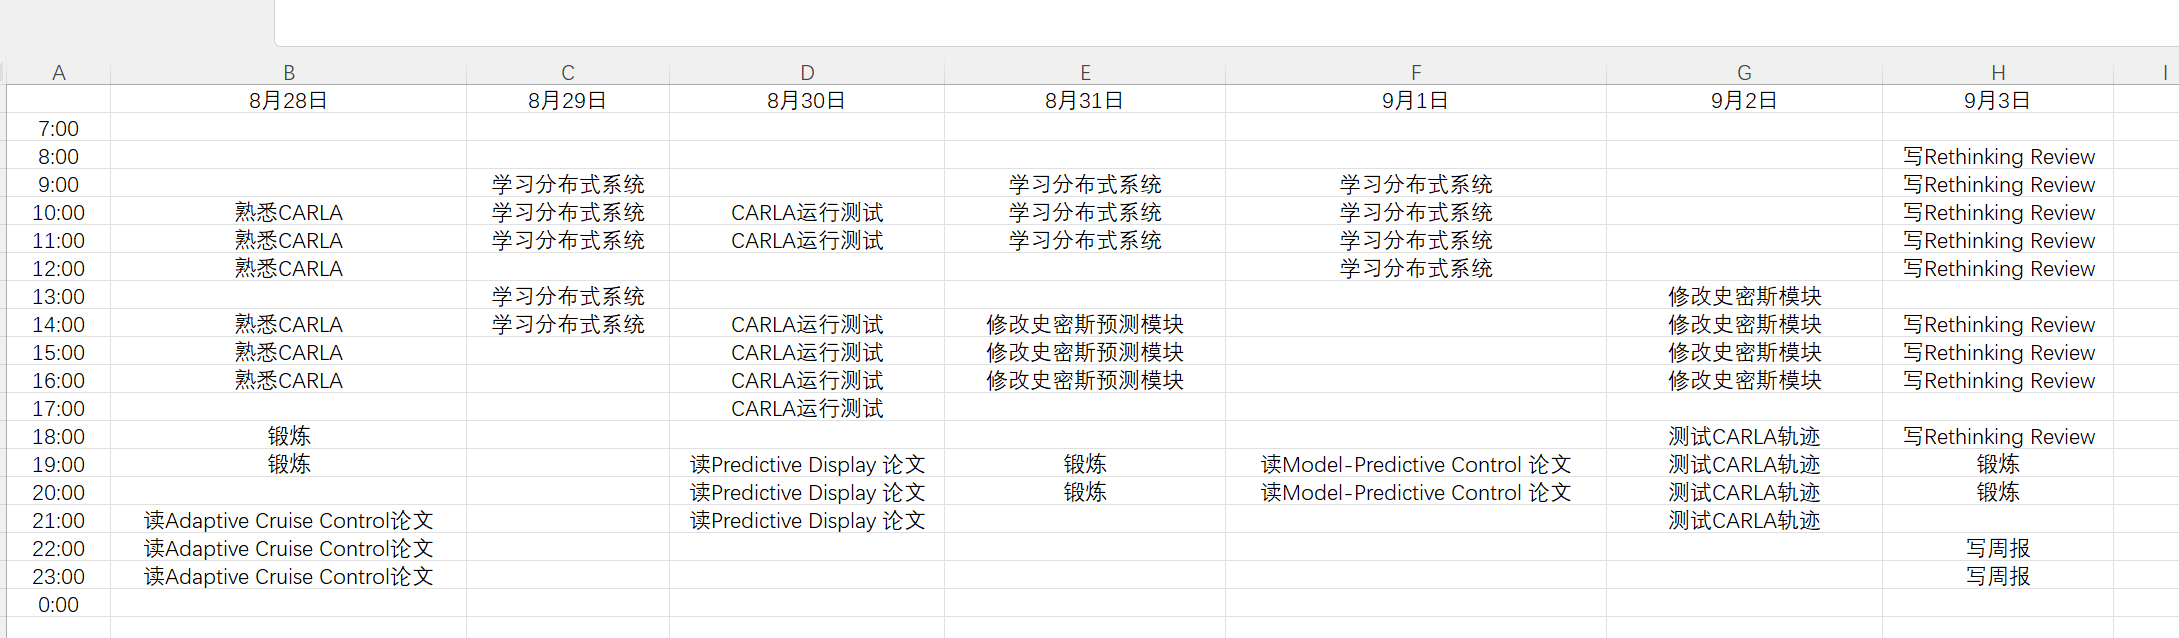 A B C D E F G H I
8月28日 8月29日 8月30日 8月31日 9月1日 9月2日 9月3日
7:00
8:00 写Rethinking Review
9:00 学习分布式系统 学习分布式系统 学习分布式系统 写Rethinking Review
10:00 熟悉CARLA 学习分布式系统 CARLA运行测试 学习分布式系统 学习分布式系统 写Rethinking Review
11:00 熟悉CARLA 学习分布式系统 CARLA运行测试 学习分布式系统 学习分布式系统 写Rethinking Review
12:00 熟悉CARLA 学习分布式系统 写Rethinking Review
13:00 学习分布式系统 修改史密斯模块
14:00 熟悉CARLA 学习分布式系统 CARLA运行测试 修改史密斯预测模块 修改史密斯模块 写Rethinking Review
15:00 熟悉CARLA CARLA运行测试 修改史密斯预测模块 修改史密斯模块 写Rethinking Review
16:00 熟悉CARLA CARLA运行测试 修改史密斯预测模块 修改史密斯模块 写Rethinking Review
17:00 CARLA运行测试
18:00 锻炼 测试CARLA轨迹 写Rethinking Review
19:00 锻炼 读Predictive Display 论文 锻炼 读Model-Predictive Control 论文 测试CARLA轨迹 锻炼
20:00 读Predictive Display 论文 锻炼 读Model-Predictive Control 论文 测试CARLA轨迹 锻炼
21:00 读Adaptive Cruise Control论文 读Predictive Display 论文 测试CARLA轨迹
22:00 读Adaptive Cruise Control论文 写周报
23:00 读Adaptive Cruise Control论文 写周报
0:00